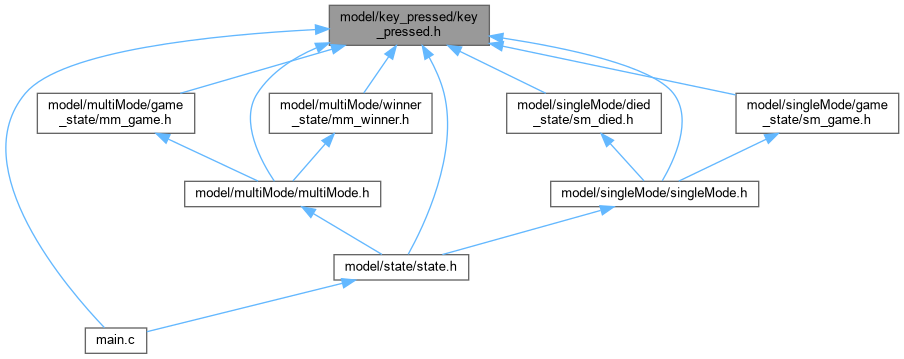 model/key_pressed/key
_pressed.h
model/multiMode/game
_state/mm_game.h
model/multiMode/winner
_state/mm_winner.h
model/singleMode/died
_state/sm_died.h
model/singleMode/game
_state/sm_game.h
model/multiMode/multiMode.h
model/singleMode/singleMode.h
model/state/state.h
main.c